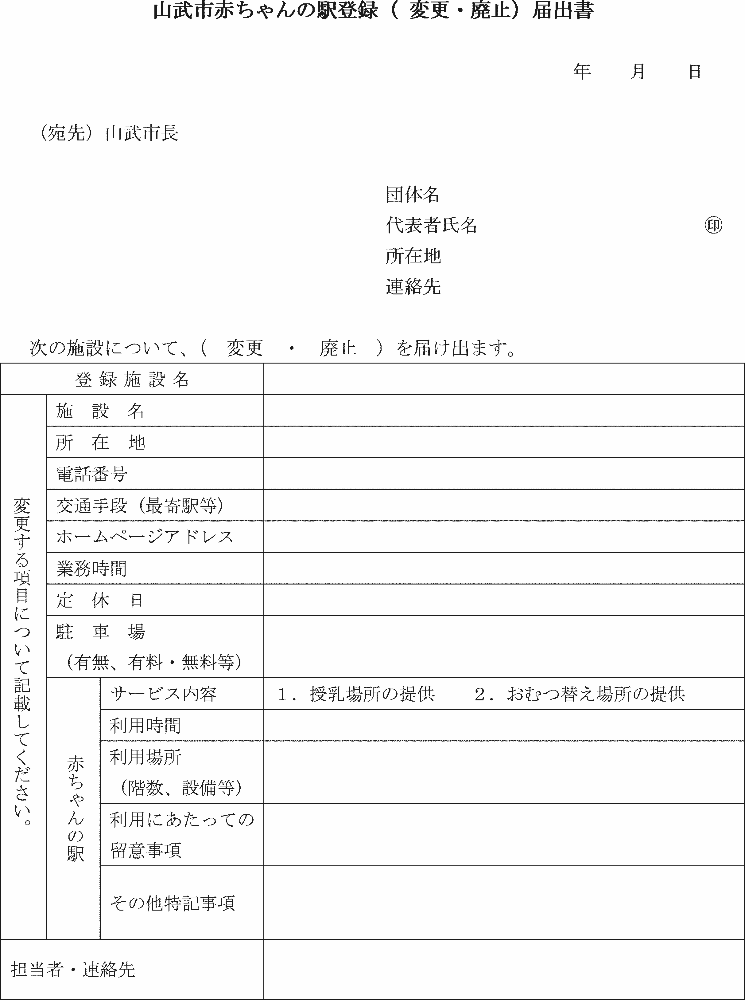 山武市赤ちゃんの駅登録（ 変更・廃止）届出書
年　　月　　日
（宛先）山武市長
団体名
代表者氏名　　　　　　　　　　　　㊞
所在地
連絡先
次の施設について、（　変更　・　廃止　）を届け出ます。
登 録 施 設 名
変更する項目について記載してください。
施　設　名
所　在　地
電話番号
交通手段（最寄駅等）
ホームページアドレス
業務時間
定　休　日
駐　車　場
（有無、有料・無料等）
赤ちゃんの駅
サービス内容　１．授乳場所の提供　　２．おむつ替え場所の提供
利用時間
利用場所
（階数、設備等）
利用にあたっての
留意事項
その他特記事項
担当者・連絡先